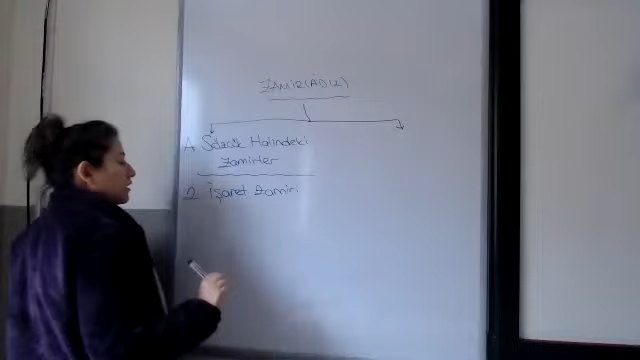 ZAMİR(ADIL)
A Sözcük Halindeki
Zamirler
2 İşaret Zamiri